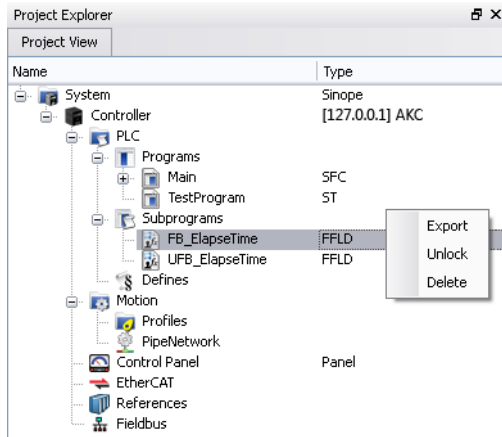 Project Explorer
Project View
Name Type
System Sinope
Controller [127.0.0.1] AKC
PLC
Programs
Main SFC
TestProgram ST
Subprograms
Export
FB_ElapseTime FFLD
Unlock
UFB_ElapseTime FFLD
Delete
Defines
Motion
Profiles
PipeNetwork
Control Panel Panel
EtherCAT
References
Fieldbus